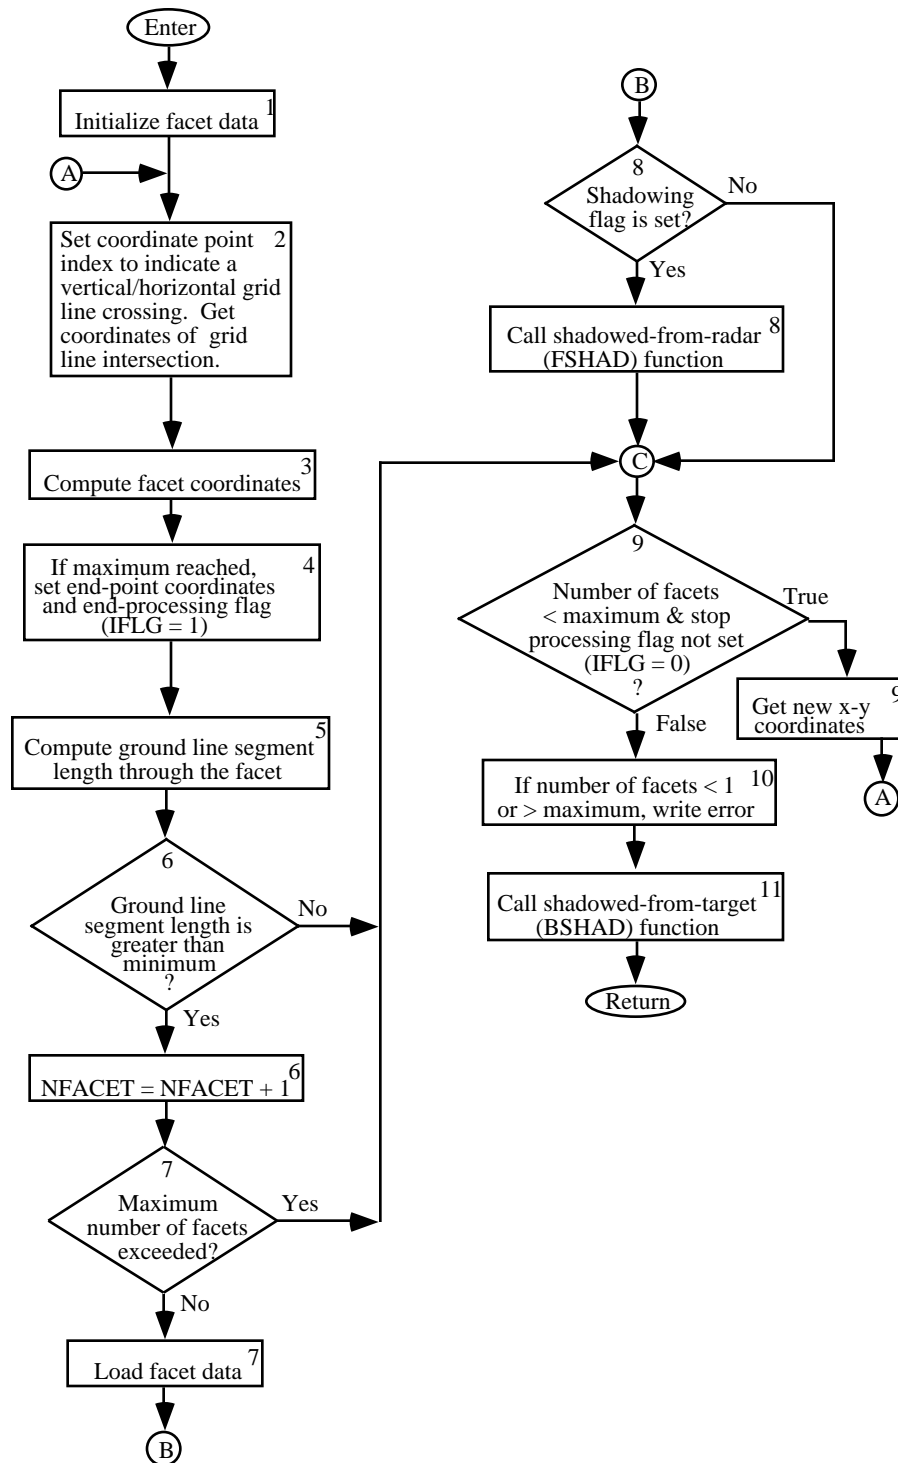 Enter
1
Initialize facet data
A
2
Set coordinate point
index to indicate a
vertical/horizontal grid
line crossing. Get
coordinates of grid
line intersection.
3
Compute facet coordinates
4
If maximum reached,
set end-point coordinates
and end-processing flag
(IFLG = 1)
5
Compute ground line segment
length through the facet
6
Ground line
segment length is
greater than
minimum
?
No
Yes
6
NFACET = NFACET + 1
7
Maximum
number of facets
exceeded?
Yes
No
7
Load facet data
B
B
8
Shadowing
flag is set?
No
Yes
8
Call shadowed-from-radar
(FSHAD) function
C
9
Number of facets
< maximum & stop
processing flag not set
(IFLG = 0)
?
True
False
9
Get new x-y
coordinates
A
10
If number of facets < 1
or > maximum, write error
11
Call shadowed-from-target
(BSHAD) function
Return